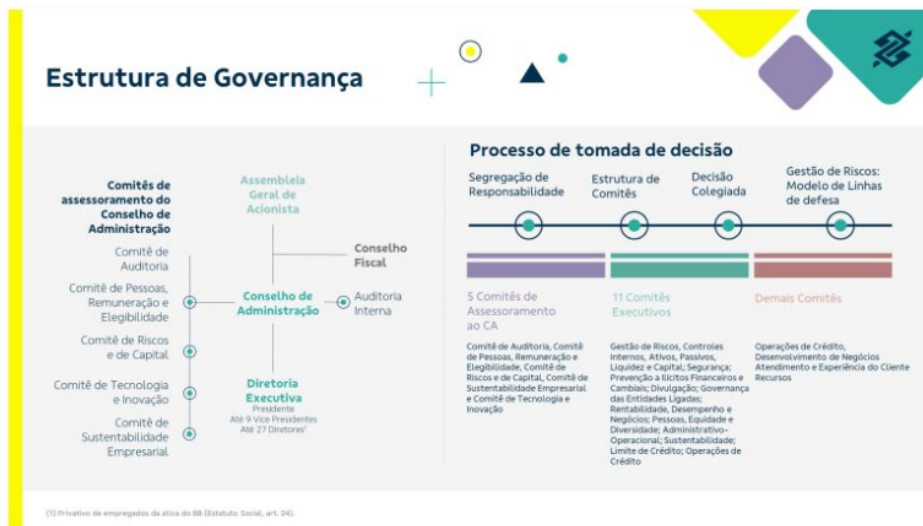 Estrutura de Governança
Comitês de
assessoramento do
Conselho de
Administração
Comitê de
Auditoria
Comitê de Pessoas,
Remuneração e
Elegibilidade
Comitê de Riscos
e de Capital
Comitê de Tecnologia
e Inovação
Comitê de
Sustentabilidade
Empresarial
Assembleia
Geral de
Acionista
Conselho
Fiscal
Conselho de
Administração
Auditoria
Interna
Diretoria
Executiva
Presidente
Até 9 Vice Presidentes
Até 27 Diretores¹
Processo de tomada de decisão
Segregação de
Responsabilidade
Estrutura de
Comitês
Decisão
Colegiada
Gestão de Riscos:
Modelo de Linhas
de defesa
5 Comitês de
Assessoramento
ao CA
Comitê de Auditoria, Comitê
de Pessoas, Remuneração e
Elegibilidade, Comitê de
Riscos e de Capital, Comitê de
Sustentabilidade Empresarial
e Comitê de Tecnologia e
Inovação
11 Comitês
Executivos
Gestão de Riscos, Controles
Internos, Ativos, Passivos,
Liquidez e Capital; Segurança;
Prevenção a Ilícitos Financeiros e
Cambiais; Divulgação; Governança
das Entidades Ligadas;
Rentabilidade, Desempenho e
Negócios; Pessoas, Equidade e
Diversidade; Administrativo-
Operacional; Sustentabilidade;
Limite de Crédito; Operações de
Crédito
Demais Comitês
Operações de Crédito,
Desenvolvimento de Negócios
Atendimento e Experiência do Cliente
Recursos
(1) Privativo de empregados da ativa do BB (Estatuto Social, art. 24).